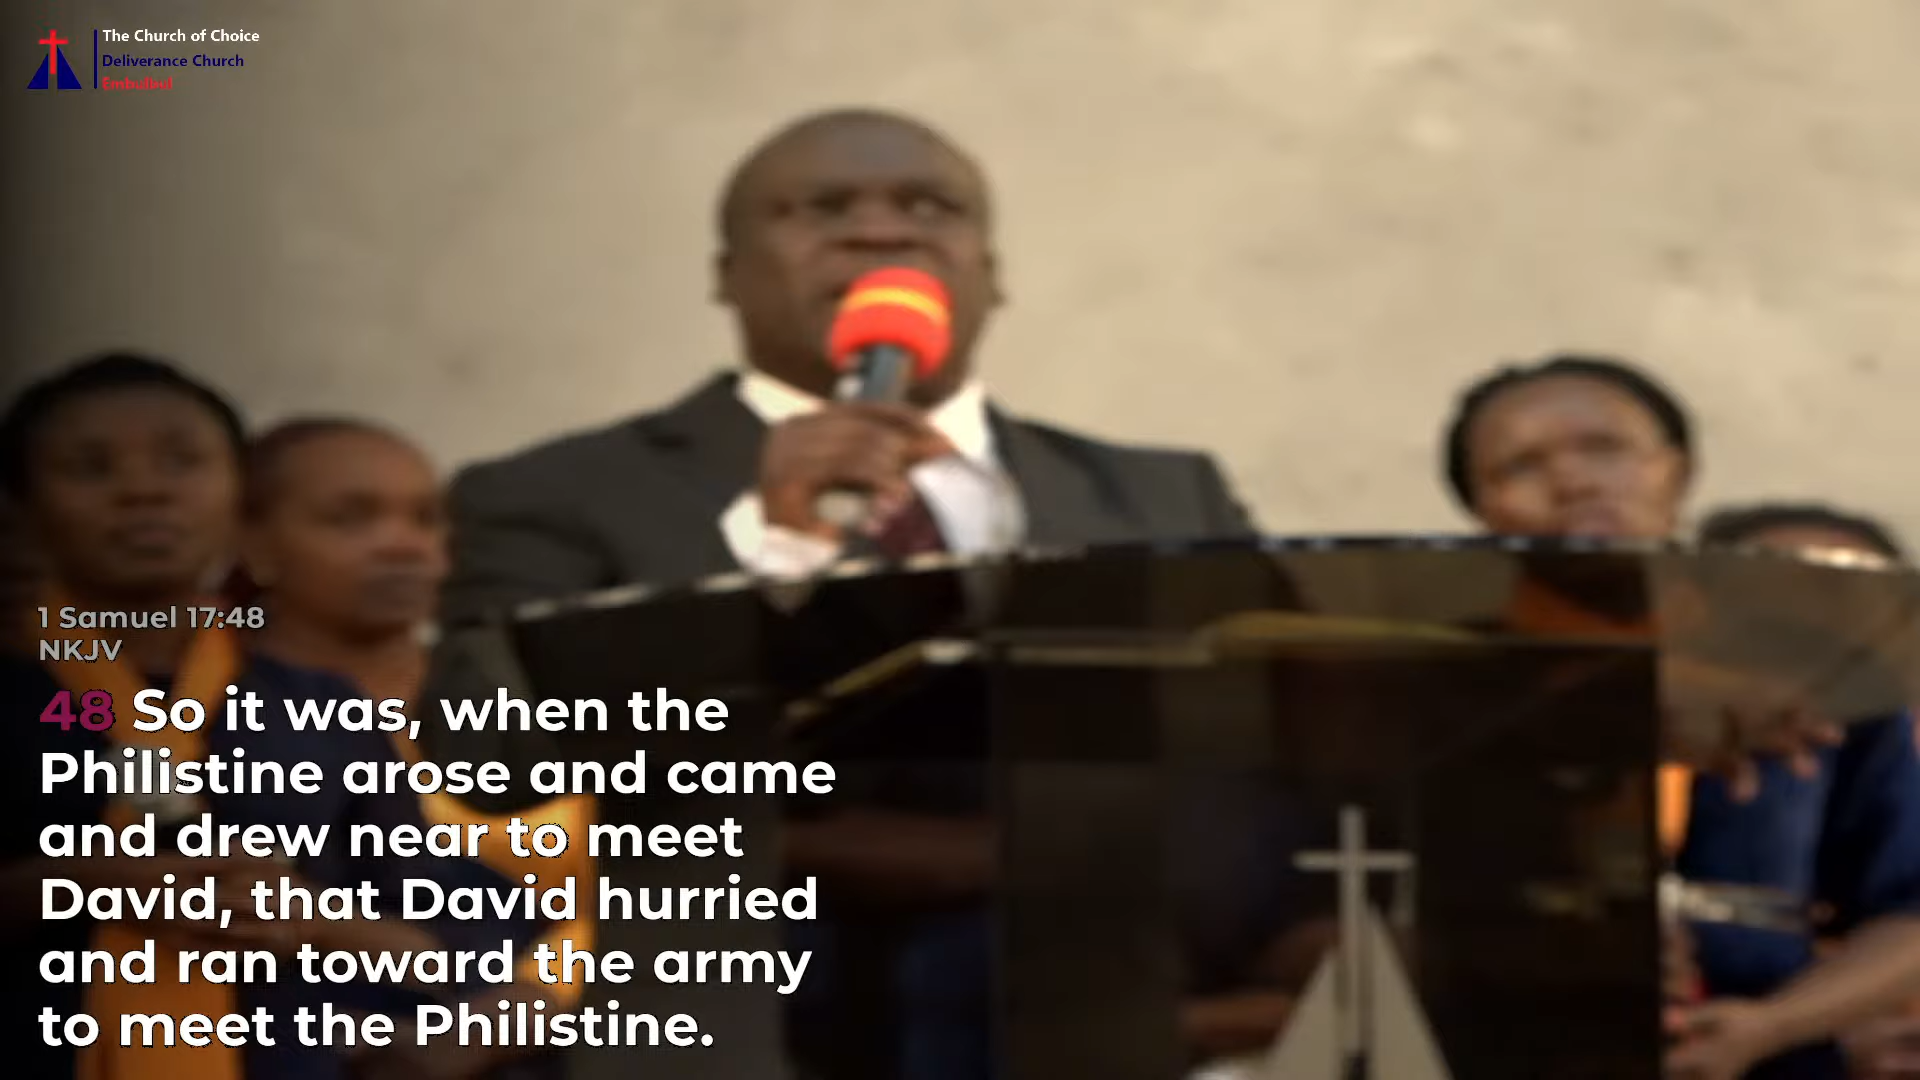 The Church of Choice
Deliverance Church
Embulbul
1 Samuel 17:48
NKJV
48 So it was, when the
Philistine arose and came
and drew near to meet
David, that David hurried
and ran toward the army
to meet the Philistine.